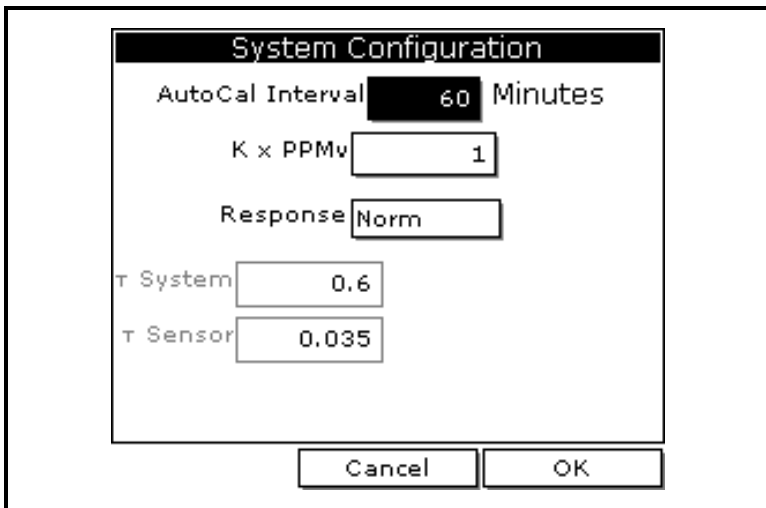 System Configuration
AutoCal Interval 60 Minutes
K x PPMv 1
Response Norm
τ System 0.6
τ Sensor 0.035
Cancel OK